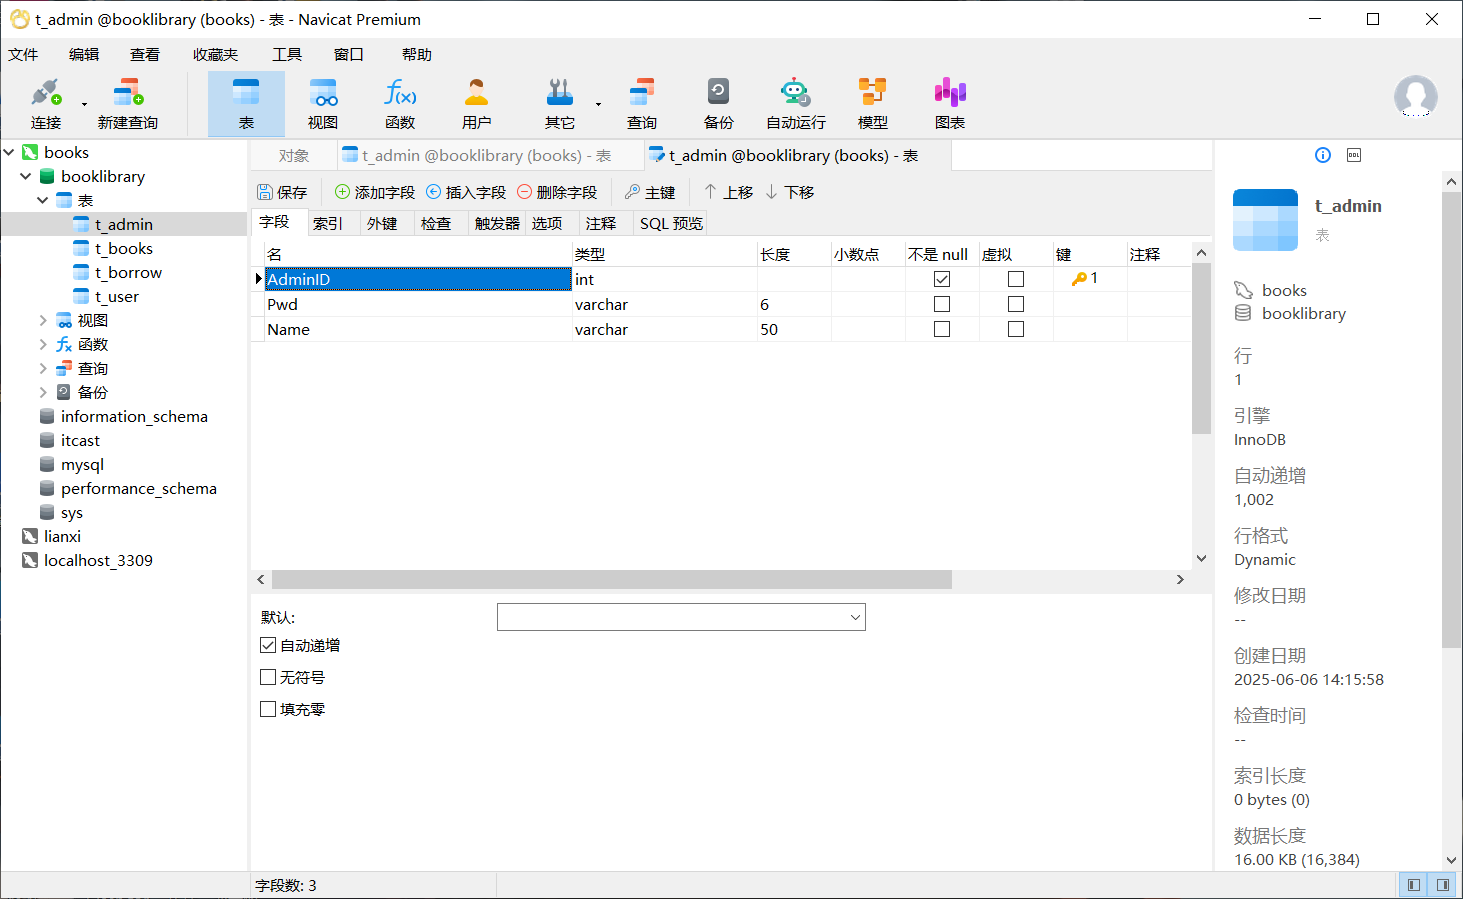 t_admin @booklibrary (books) - 表 - Navicat Premium
文件 编辑 查看 收藏夹 工具 窗口 帮助
连接 新建查询 表 视图 函数 用户 其它 查询 备份 自动运行 模型 图表
books
booklibrary
表
t_admin
t_books
t_borrow
t_user
视图
函数
查询
备份
information_schema
itcast
mysql
performance_schema
sys
lianxi
localhost_3309
对象 t_admin @booklibrary (books) - 表 t_admin @booklibrary (books) - 表
保存 添加字段 插入字段 删除字段 主键 上移 下移
字段 索引 外键 检查 触发器 选项 注释 SQL 预览
名 类型 长度 小数点 不是 null 虚拟 键 注释
AdminID int 1
Pwd varchar 6
Name varchar 50
默认:
自动递增
无符号
填充零
字段数: 3
DDL
t_admin
表
books
booklibrary
行
1
引擎
InnoDB
自动递增
1,002
行格式
Dynamic
修改日期
--
创建日期
2025-06-06 14:15:58
检查时间
--
索引长度
0 bytes (0)
数据长度
16.00 KB (16,384)